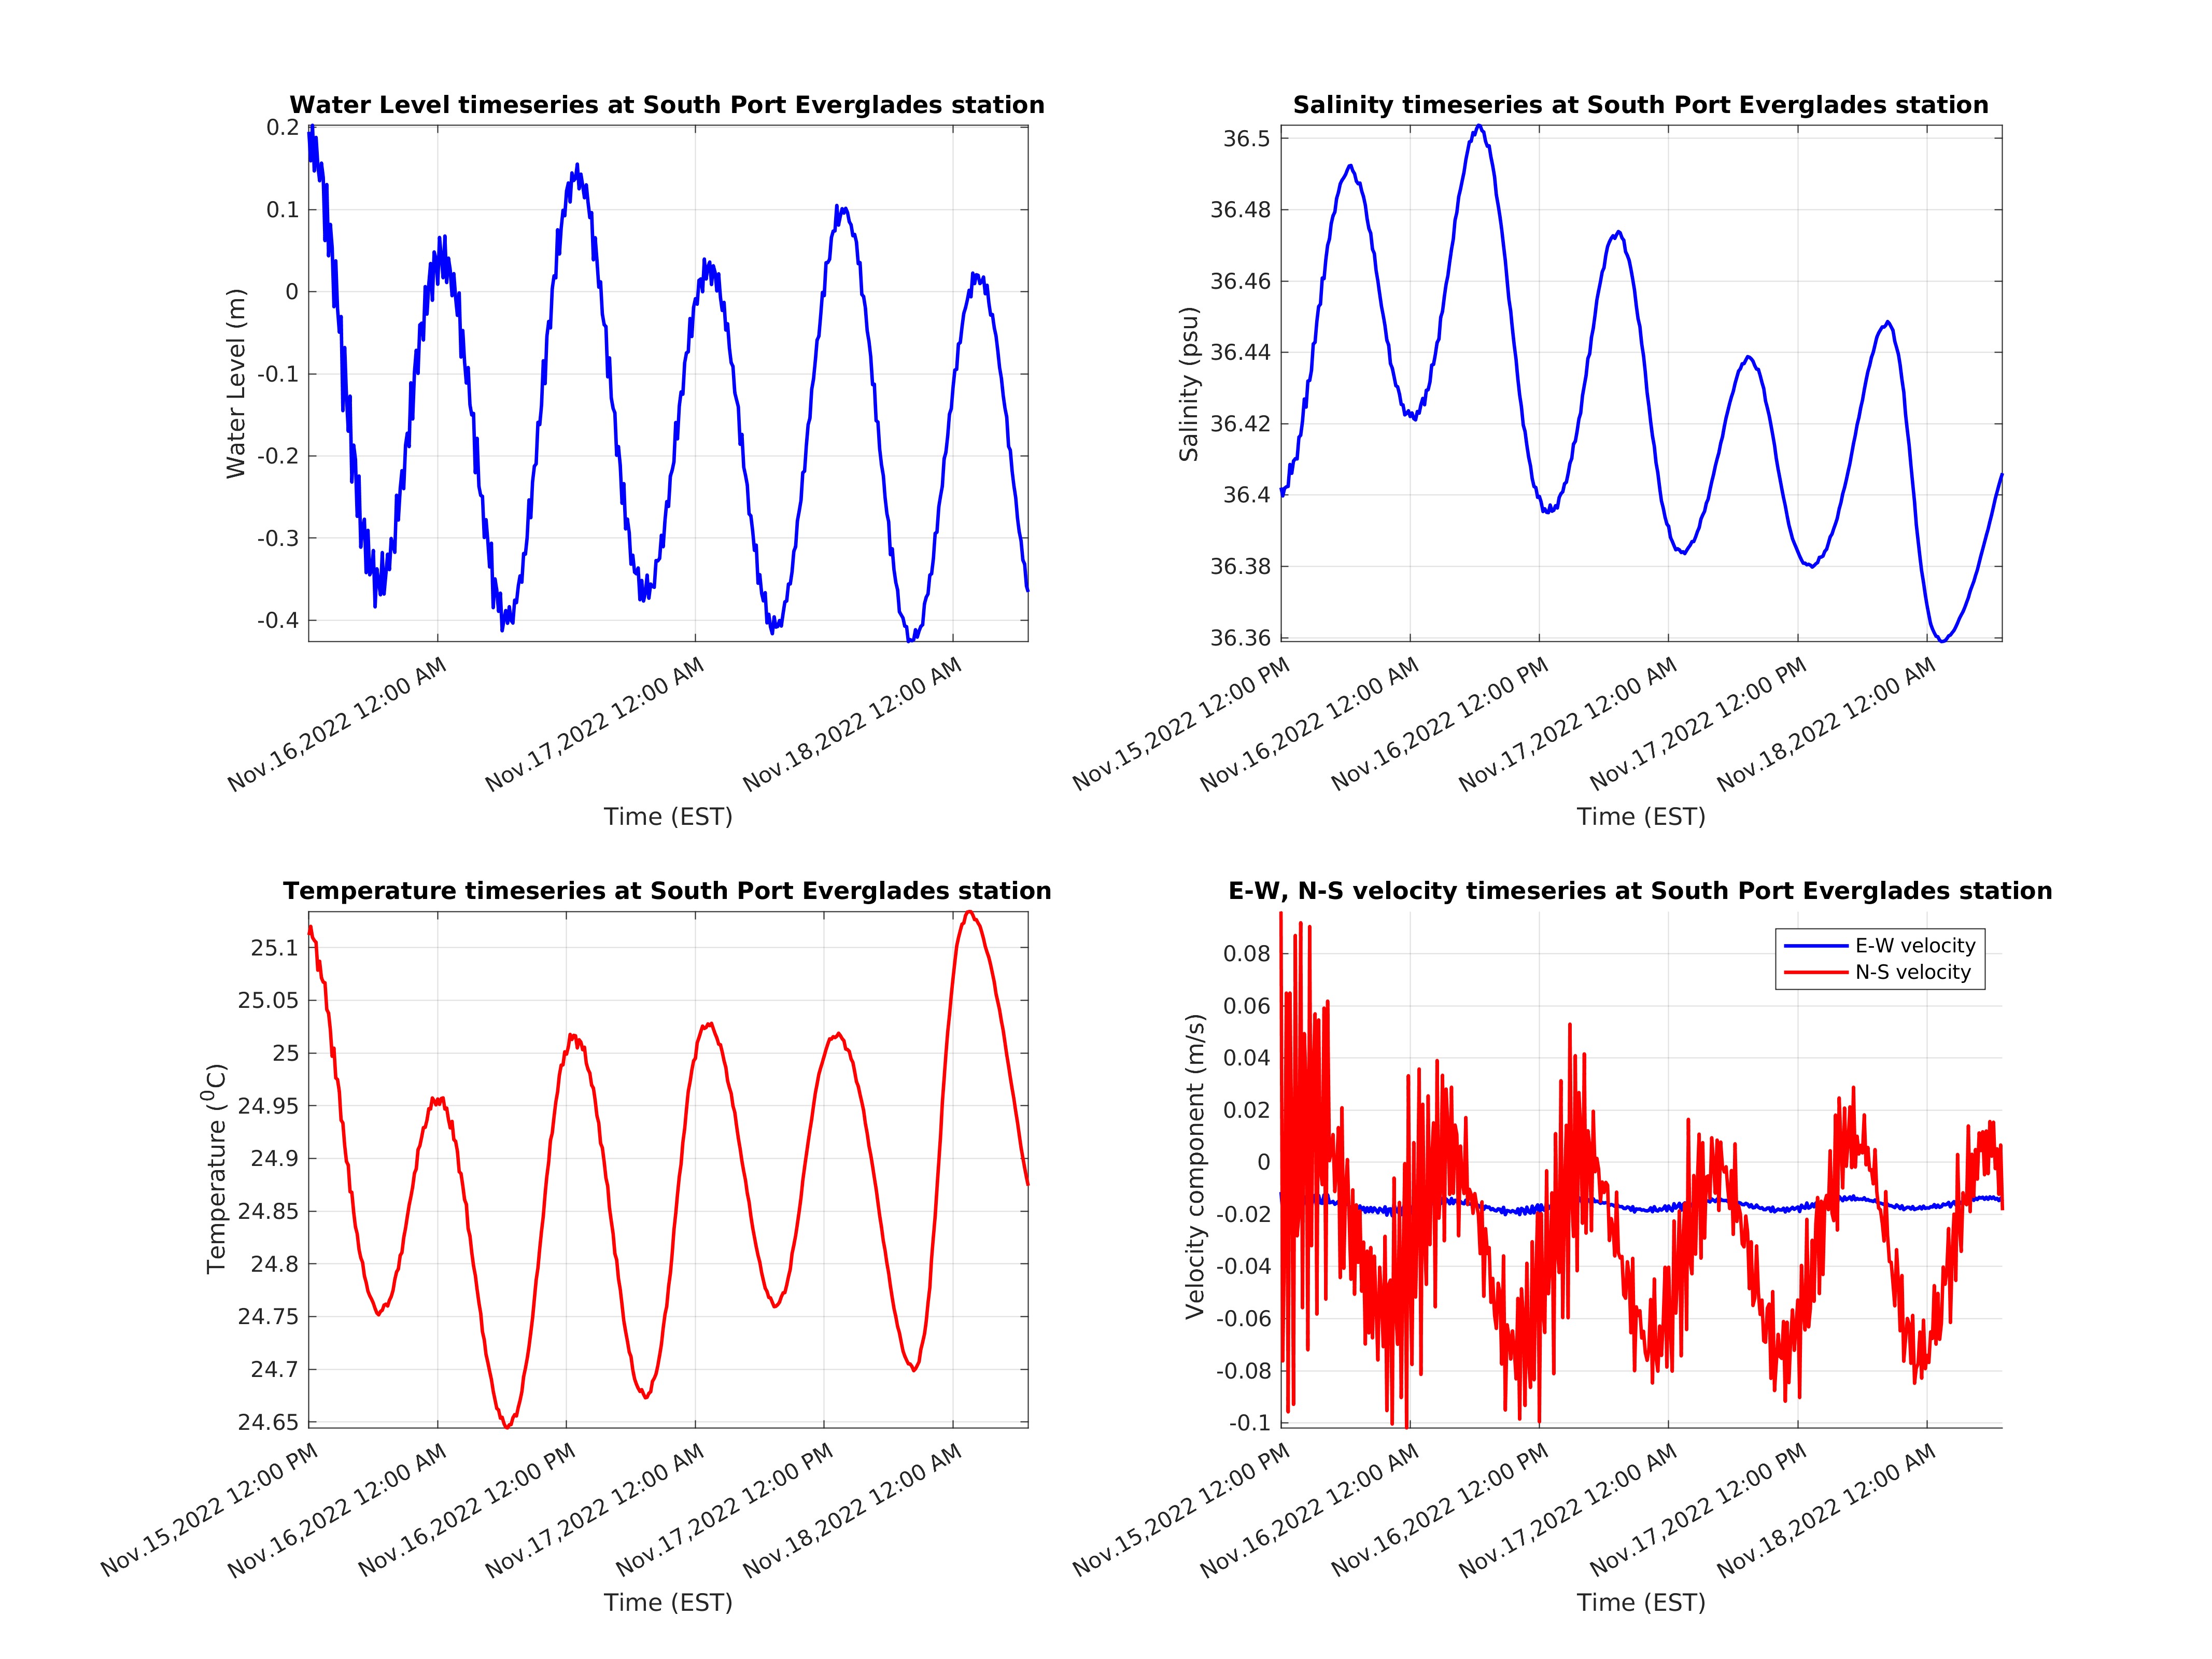 Water Level timeseries at South Port Everglades station
Water Level (m)
0.2
0.1
0
-0.1
-0.2
-0.3
-0.4
Nov.16,2022 12:00 AM
Nov.17,2022 12:00 AM
Nov.18,2022 12:00 AM
Time (EST)
Salinity timeseries at South Port Everglades station
Salinity (psu)
36.5
36.48
36.46
36.44
36.42
36.4
36.38
36.36
Nov.15,2022 12:00 PM
Nov.16,2022 12:00 AM
Nov.16,2022 12:00 PM
Nov.17,2022 12:00 AM
Nov.17,2022 12:00 PM
Nov.18,2022 12:00 AM
Time (EST)
Temperature timeseries at South Port Everglades station
Temperature (⁰C)
25.1
25.05
25
24.95
24.9
24.85
24.8
24.75
24.7
24.65
Nov.15,2022 12:00 PM
Nov.16,2022 12:00 AM
Nov.16,2022 12:00 PM
Nov.17,2022 12:00 AM
Nov.17,2022 12:00 PM
Nov.18,2022 12:00 AM
Time (EST)
E-W, N-S velocity timeseries at South Port Everglades station
Velocity component (m/s)
0.08
0.06
0.04
0.02
0
-0.02
-0.04
-0.06
-0.08
-0.1
E-W velocity
N-S velocity
Nov.15,2022 12:00 PM
Nov.16,2022 12:00 AM
Nov.16,2022 12:00 PM
Nov.17,2022 12:00 AM
Nov.17,2022 12:00 PM
Nov.18,2022 12:00 AM
Time (EST)